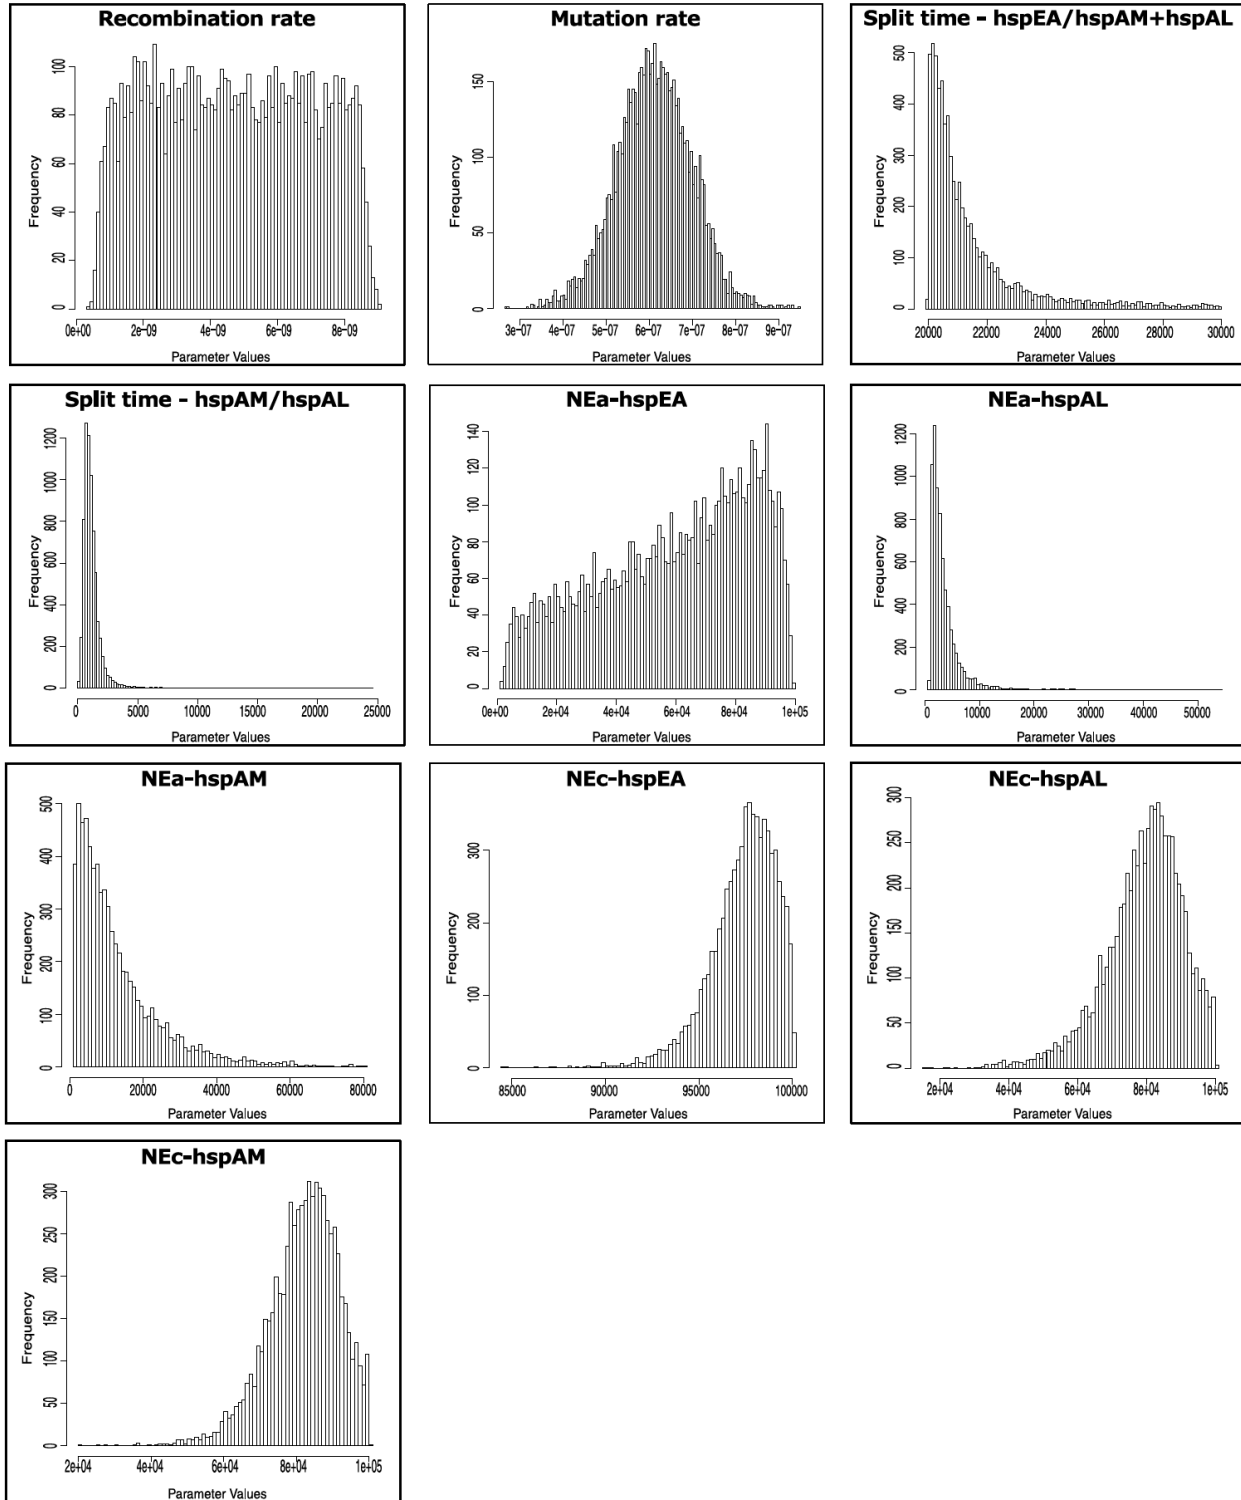 Recombination rate
Frequency
0 20 40 60 80 100
0e+00 2e-09 4e-09 6e-09 8e-09
Parameter Values
Mutation rate
Frequency
0 50 100 150
3e-07 4e-07 5e-07 6e-07 7e-07 8e-07 9e-07
Parameter Values
Split time - hspEA/hspAM+hspAL
Frequency
0 100 200 300 400 500
20000 22000 24000 26000 28000 30000
Parameter Values
Split time - hspAM/hspAL
Frequency
0 200 400 600 800 1000 1200
0 5000 10000 15000 20000 25000
Parameter Values
NEa-hspEA
Frequency
0 20 40 60 80 100 120 140
0e+00 2e+04 4e+04 6e+04 8e+04 1e+05
Parameter Values
NEa-hspAL
Frequency
0 200 400 600 800 1000 1200
0 10000 20000 30000 40000 50000
Parameter Values
NEa-hspAM
Frequency
0 100 200 300 400 500
0 20000 40000 60000 80000
Parameter Values
NEc-hspEA
Frequency
0 100 200 300
85000 90000 95000 100000
Parameter Values
NEc-hspAL
Frequency
0 50 100 150 200 250 300
2e+04 4e+04 6e+04 8e+04 1e+05
Parameter Values
NEc-hspAM
Frequency
0 50 100 150 200 250 300
2e+04 4e+04 6e+04 8e+04 1e+05
Parameter Values